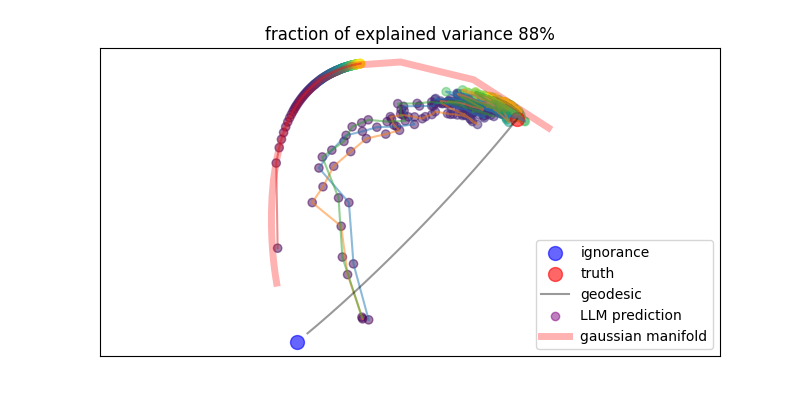 fraction of explained variance 88%
ignorance
truth
geodesic
LLM prediction
gaussian manifold